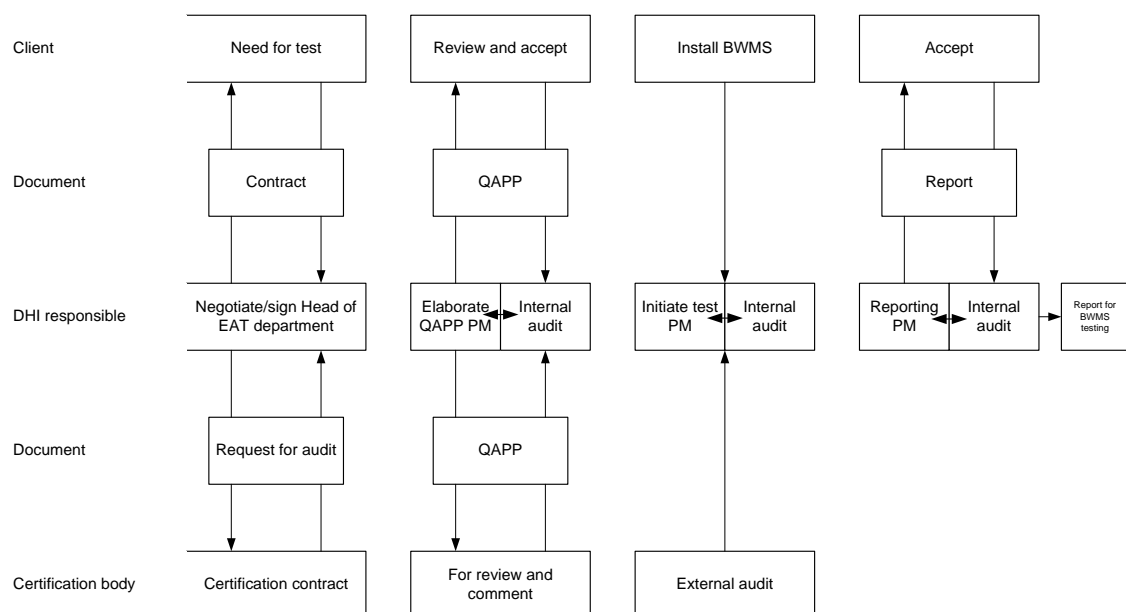 Client
Need for test
Review and accept
Install BWMS
Accept
Document
Contract
QAPP
Report
DHI responsible
Negotiate/sign Head of
EAT department
Elaborate
QAPP PM
Internal
audit
Initiate test
PM
Internal
audit
Reporting
PM
Internal
audit
Report for
BWMS
testing
Document
Request for audit
QAPP
Certification body
Certification contract
For review and
comment
External audit